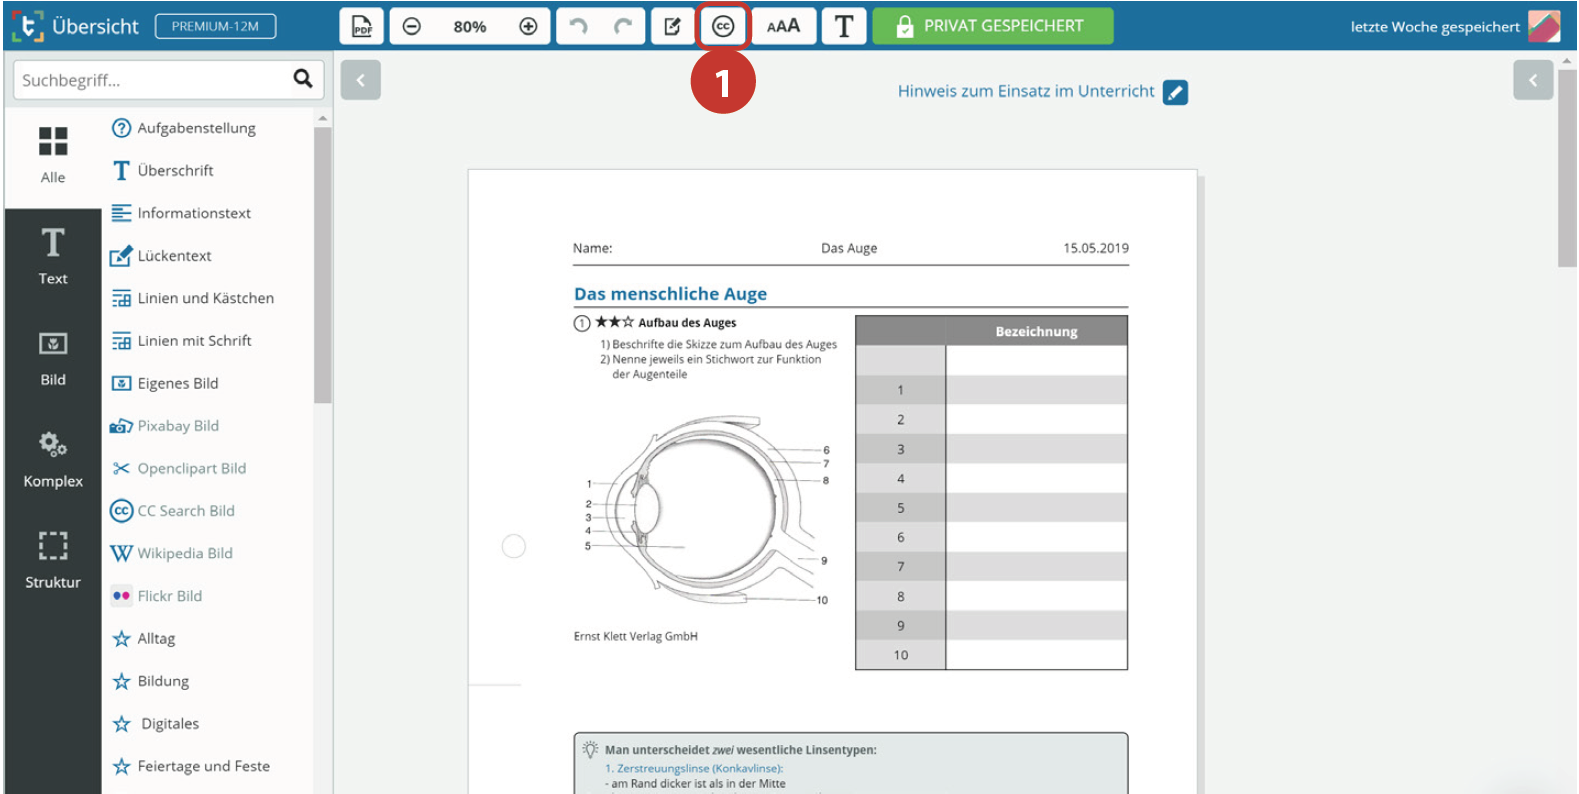 Übersicht PREMIUM-12M PDF 80% CC AAA T PRIVAT GESPEICHERT letzte Woche gespeichert
1
Suchbegriff...
Hinweis zum Einsatz im Unterricht
Alle
Text
Bild
Komplex
Struktur
Aufgabenstellung
Überschrift
Informationstext
Lückentext
Linien und Kästchen
Linien mit Schrift
Eigenes Bild
Pixabay Bild
Openclipart Bild
CC Search Bild
Wikipedia Bild
Flickr Bild
Alltag
Bildung
Digitales
Feiertage und Feste
Name: Das Auge 15.05.2019
Das menschliche Auge
1 ★★☆ Aufbau des Auges
1) Beschrifte die Skizze zum Aufbau des Auges
2) Nenne jeweils ein Stichwort zur Funktion
der Augenteile
1
2
3
4
5
6
7
8
9
10
Ernst Klett Verlag GmbH
Bezeichnung
1
2
3
4
5
6
7
8
9
10
Man unterscheidet zwei wesentliche Linsentypen:
1. Zerstreuungslinse (Konkavlinse):
- am Rand dicker ist als in der Mitte